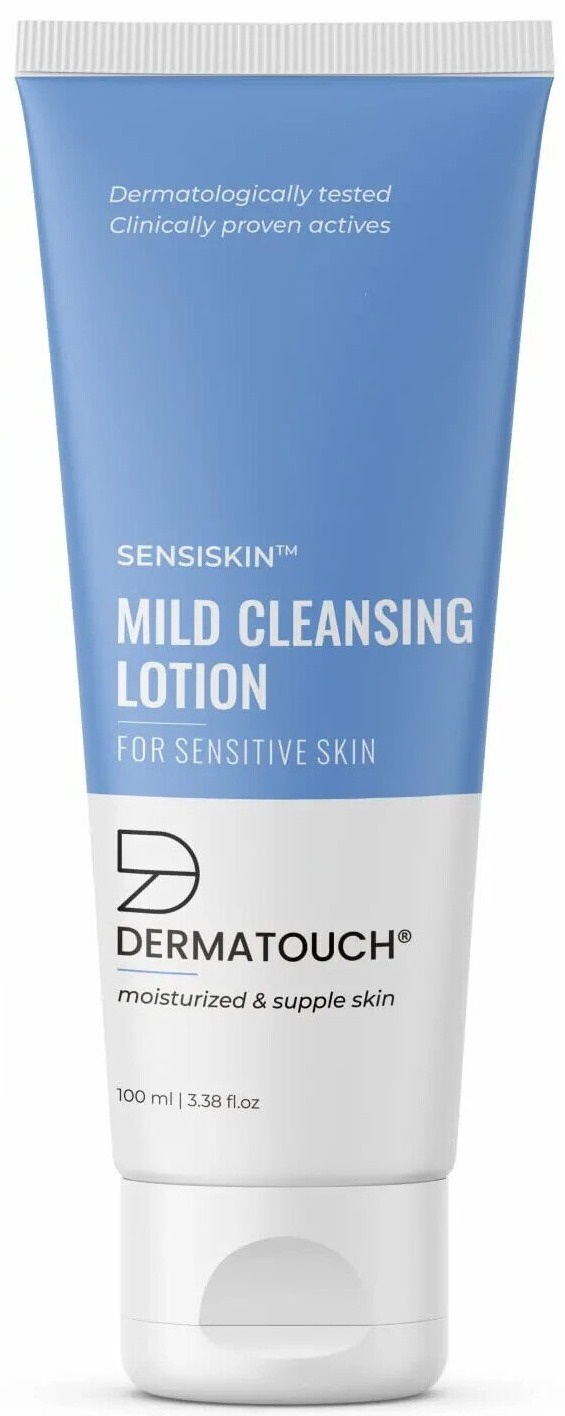 Dermatologically tested
Clinically proven actives
SENSISKIN™
MILD CLEANSING
LOTION
FOR SENSITIVE SKIN
DERMATOUCH®
moisturized & supple skin
100 ml | 3.38 fl.oz